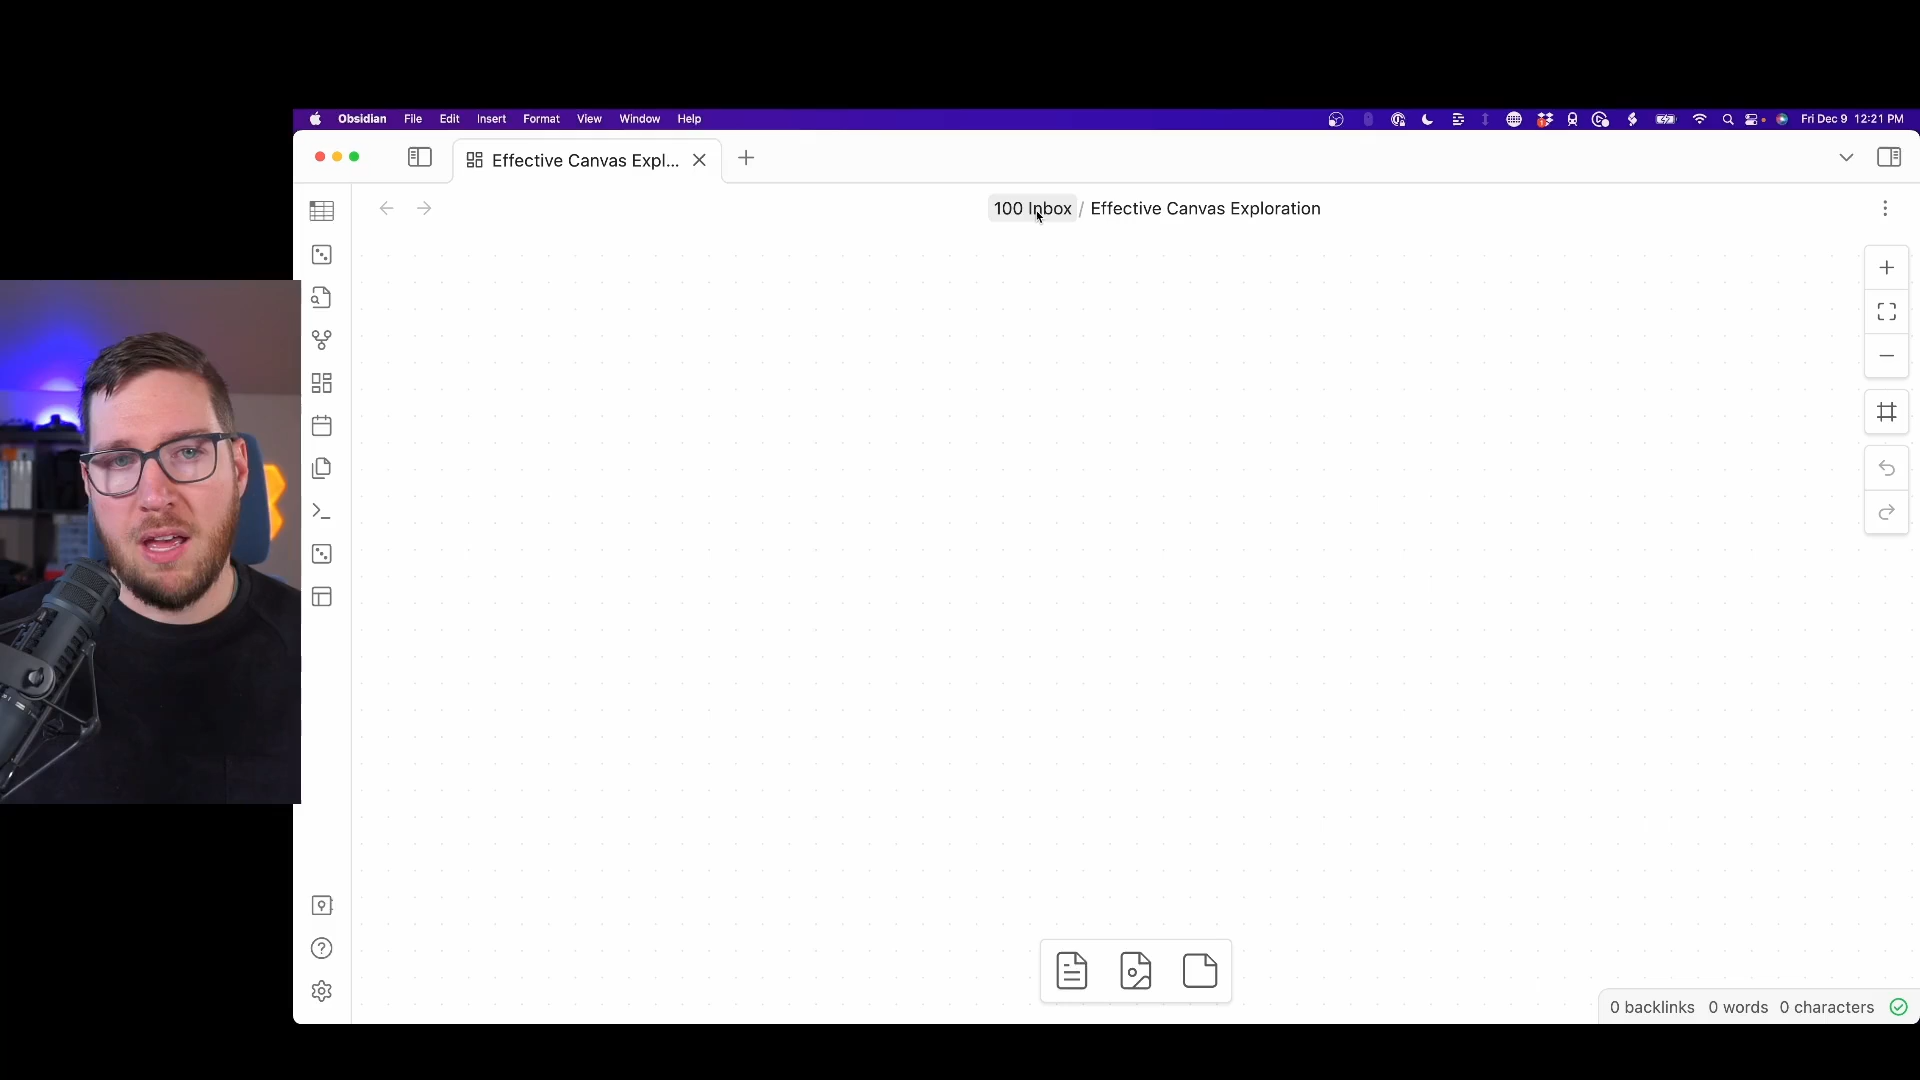 Obsidian File Edit Insert Format View Window Help Fri Dec 9 12:21 PM
Effective Canvas Expl...
100 Inbox / Effective Canvas Exploration
0 backlinks 0 words 0 characters